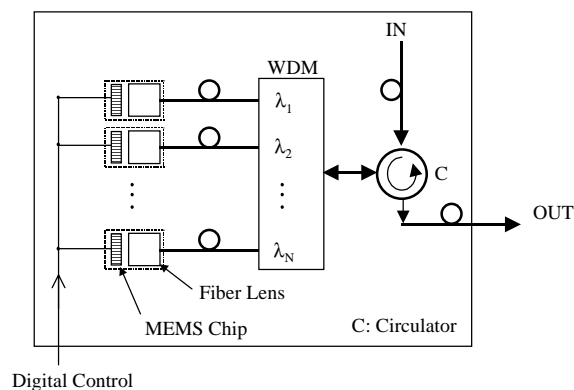 IN
WDM
λ1
λ2
C
OUT
λN
Fiber Lens
MEMS Chip
C: Circulator
Digital Control